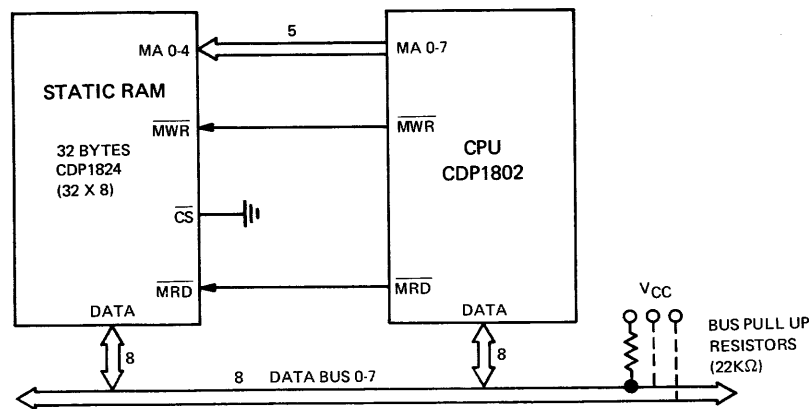 STATIC RAM
32 BYTES
CDP1824
(32 X 8)
MA 0-4
MWR
CS
MRD
DATA
5
MA 0-7
MWR
CPU
CDP1802
MRD
DATA
8
8
8 DATA BUS 0-7
VCC
BUS PULL UP
RESISTORS
(22KΩ)